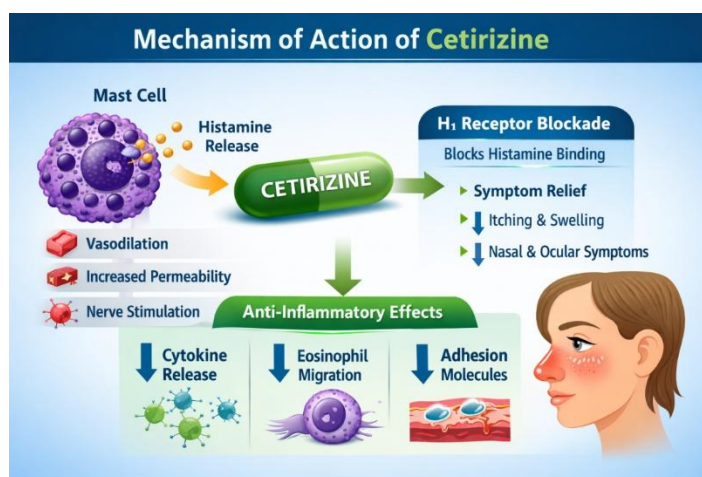 Mechanism of Action of Cetirizine
Mast Cell
Histamine
Release
CETIRIZINE
H₁ Receptor Blockade
Blocks Histamine Binding
Symptom Relief
Itching & Swelling
Nasal & Ocular Symptoms
Vasodilation
Increased Permeability
Nerve Stimulation
Anti-Inflammatory Effects
Cytokine
Release
Eosinophil
Migration
Adhesion
Molecules